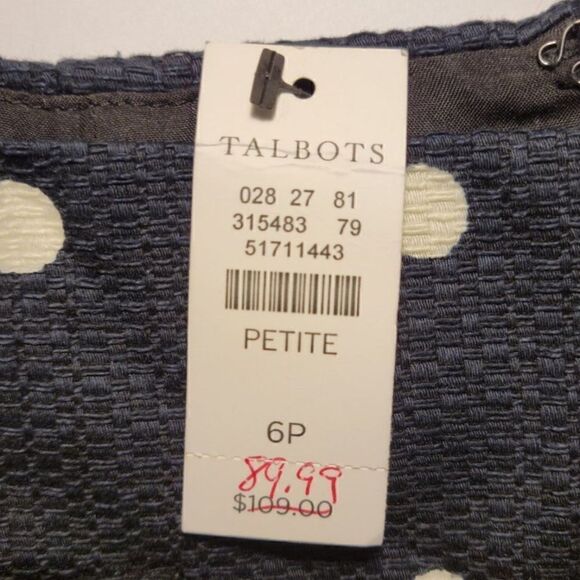 TALBOTS
028 27 81
315483 79
51711443
PETITE
6P
89.99
$109.00